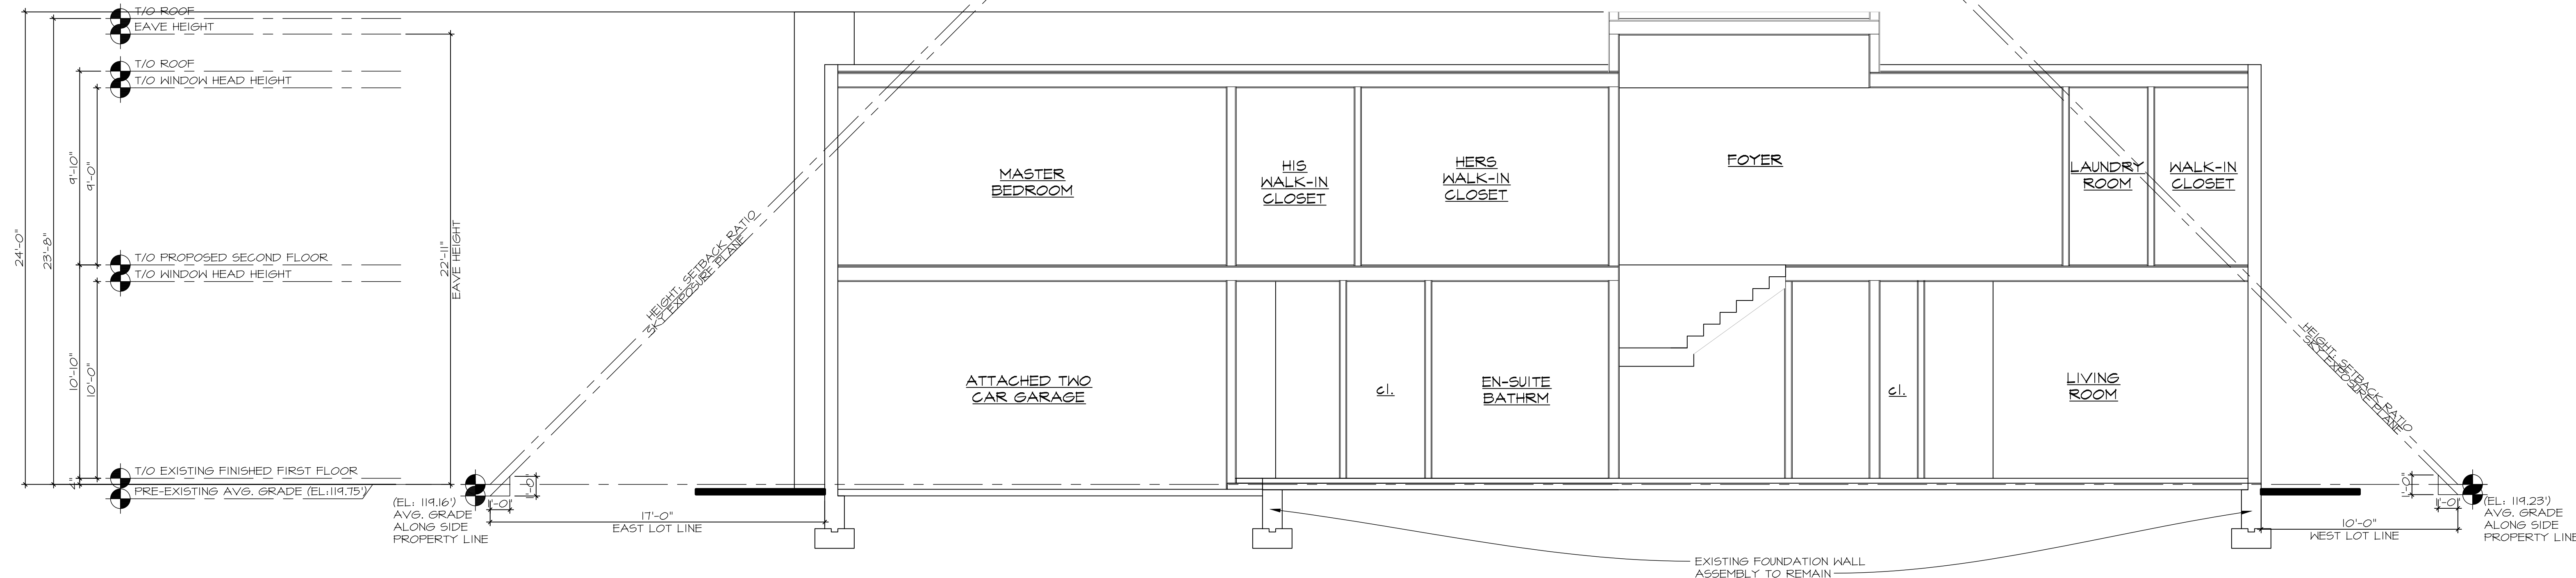 T/O ROOF
EAVE HEIGHT
T/O ROOF
T/O WINDOW HEAD HEIGHT
T/O PROPOSED SECOND FLOOR
T/O WINDOW HEAD HEIGHT
T/O EXISTING FINISHED FIRST FLOOR
PRE-EXISTING AVG. GRADE (EL:119.75')
24'-0"
23'-8"
9'-10"
9'-0"
10'-10"
10'-0"
4"
22'-11"
EAVE HEIGHT
HEIGHT: SETBACK RATIO
SKY EXPOSURE PLANE
(EL: 119.16')
AVG. GRADE
ALONG SIDE
PROPERTY LINE
1'-0"
1'-0"
17'-0"
EAST LOT LINE
MASTER
BEDROOM
HIS
WALK-IN
CLOSET
HERS
WALK-IN
CLOSET
FOYER
LAUNDRY
ROOM
WALK-IN
CLOSET
ATTACHED TWO
CAR GARAGE
cl.
EN-SUITE
BATHRM
cl.
LIVING
ROOM
HEIGHT: SETBACK RATIO
SKY EXPOSURE PLANE
1'-0"
1'-0"
(EL: 119.23')
AVG. GRADE
ALONG SIDE
PROPERTY LINE
10'-0"
WEST LOT LINE
EXISTING FOUNDATION WALL
ASSEMBLY TO REMAIN